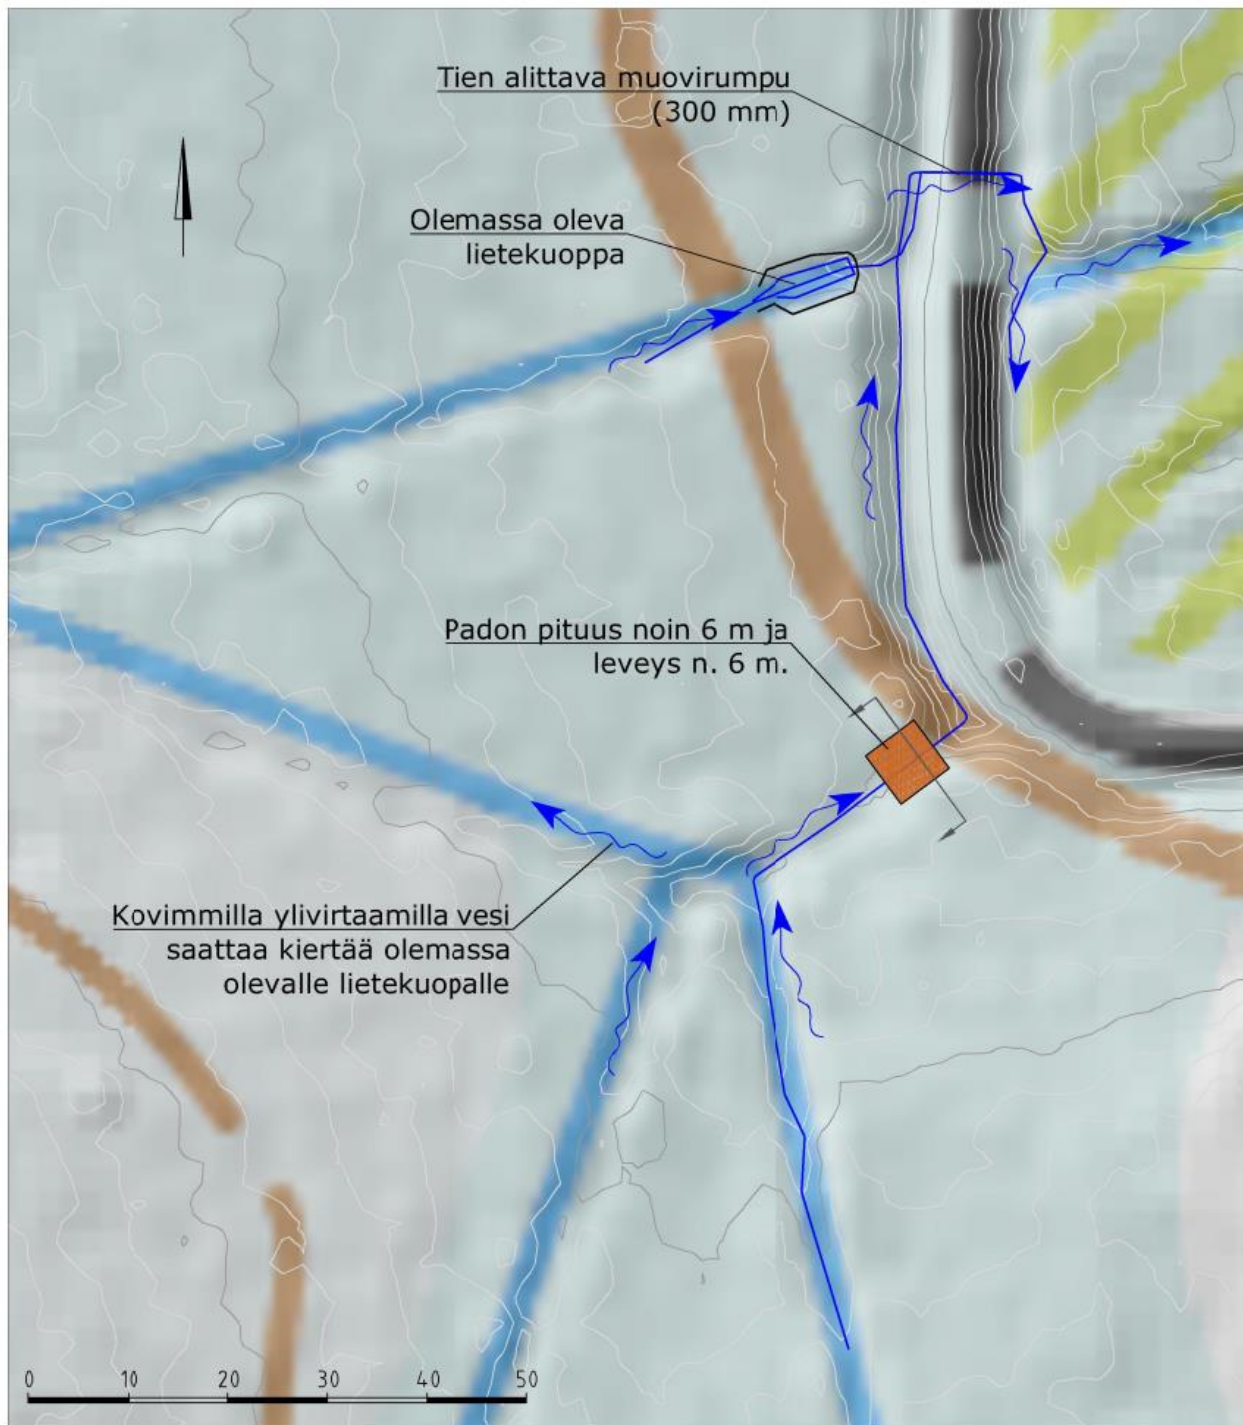 Tien alittava muovirumpu
(300 mm)
Olemassa oleva
lietekuoppa
Padon pituus noin 6 m ja
leveys n. 6 m.
Kovimmilla ylivirtaamilla vesi
saattaa kiertää olemassa
olevalle lietekuopalle
0 10 20 30 40 50